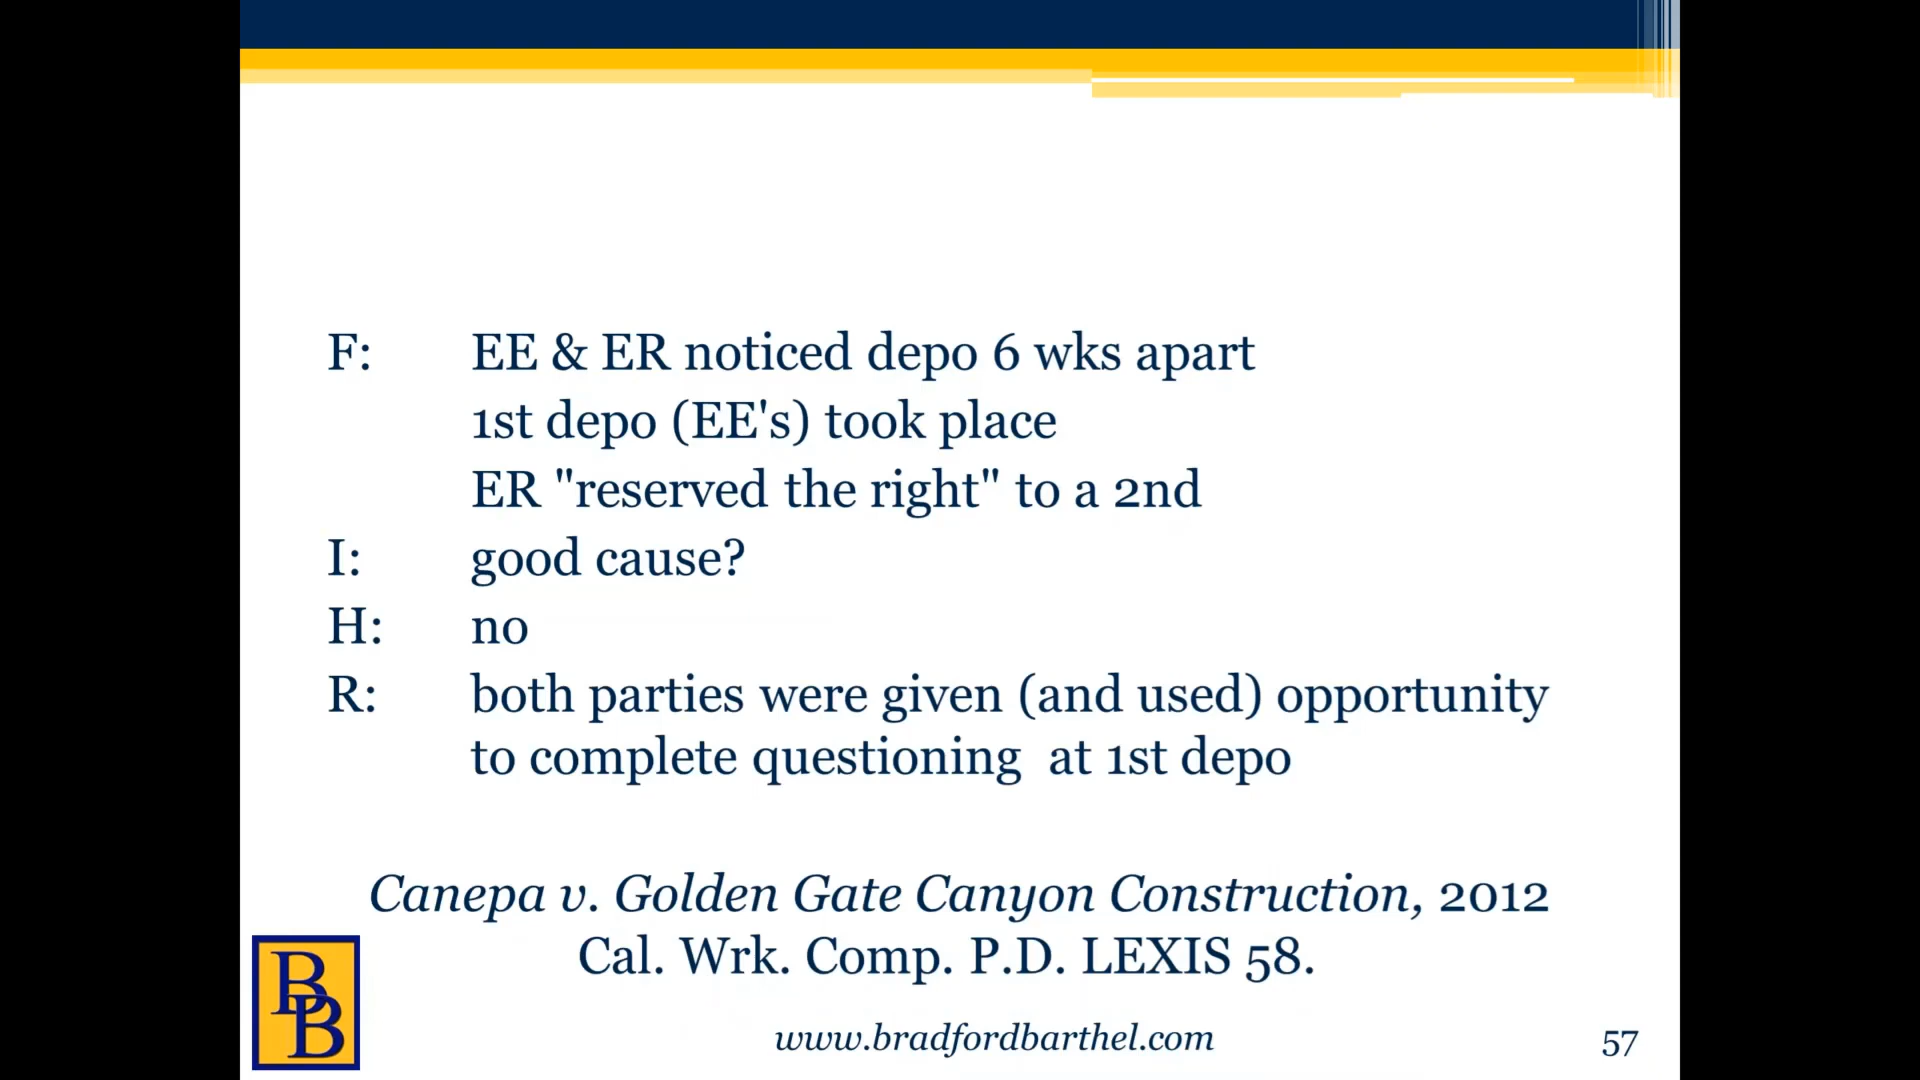 F: EE & ER noticed depo 6 wks apart
1st depo (EE's) took place
ER "reserved the right" to a 2nd
I: good cause?
H: no
R: both parties were given (and used) opportunity
to complete questioning  at 1st depo
Canepa v. Golden Gate Canyon Construction, 2012
Cal. Wrk. Comp. P.D. LEXIS 58.
BB
www.bradfordbarthel.com
57